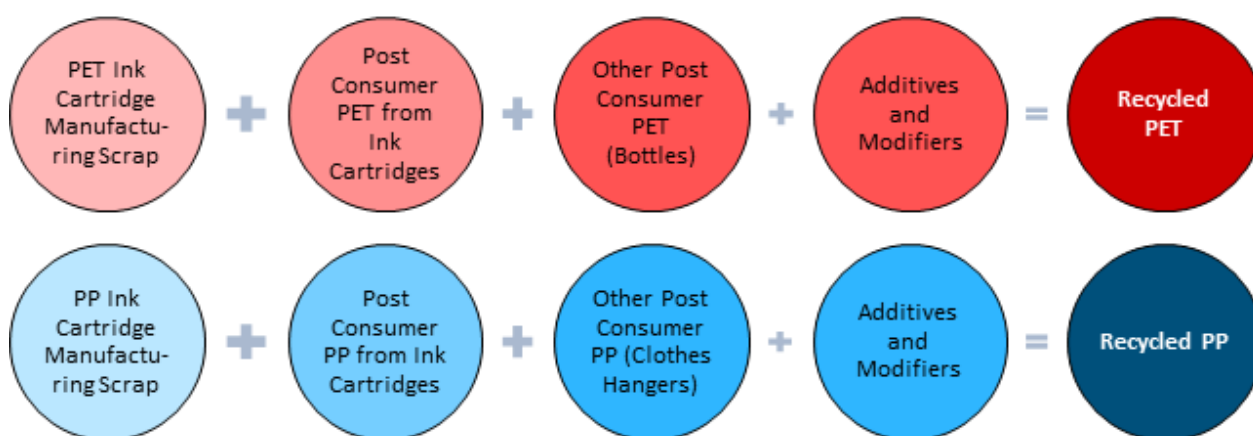 PET Ink
Cartridge
Manufactu-
ring Scrap
+
Post
Consumer
PET from
Ink
Cartridges
+
Other Post
Consumer
PET
(Bottles)
+
Additives
and
Modifiers
=
Recycled
PET
PP Ink
Cartridge
Manufactu-
ring Scrap
+
Post
Consumer
PP from Ink
Cartridges
+
Other Post
Consumer
PP (Clothes
Hangers)
+
Additives
and
Modifiers
=
Recycled PP